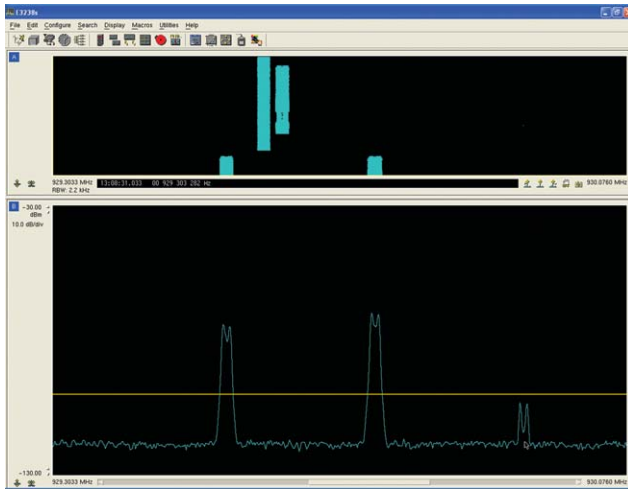 E3238s
File Edit Configure Search Display Macros Utilities Help
A
929.3033 MHz 13:08:31.033 00 929 303 282 Hz 930.0760 MHz
RBW: 2.2 kHz
B -30.00
dBm
10.0 dB/div
-130.00
929.3033 MHz 930.0760 MHz